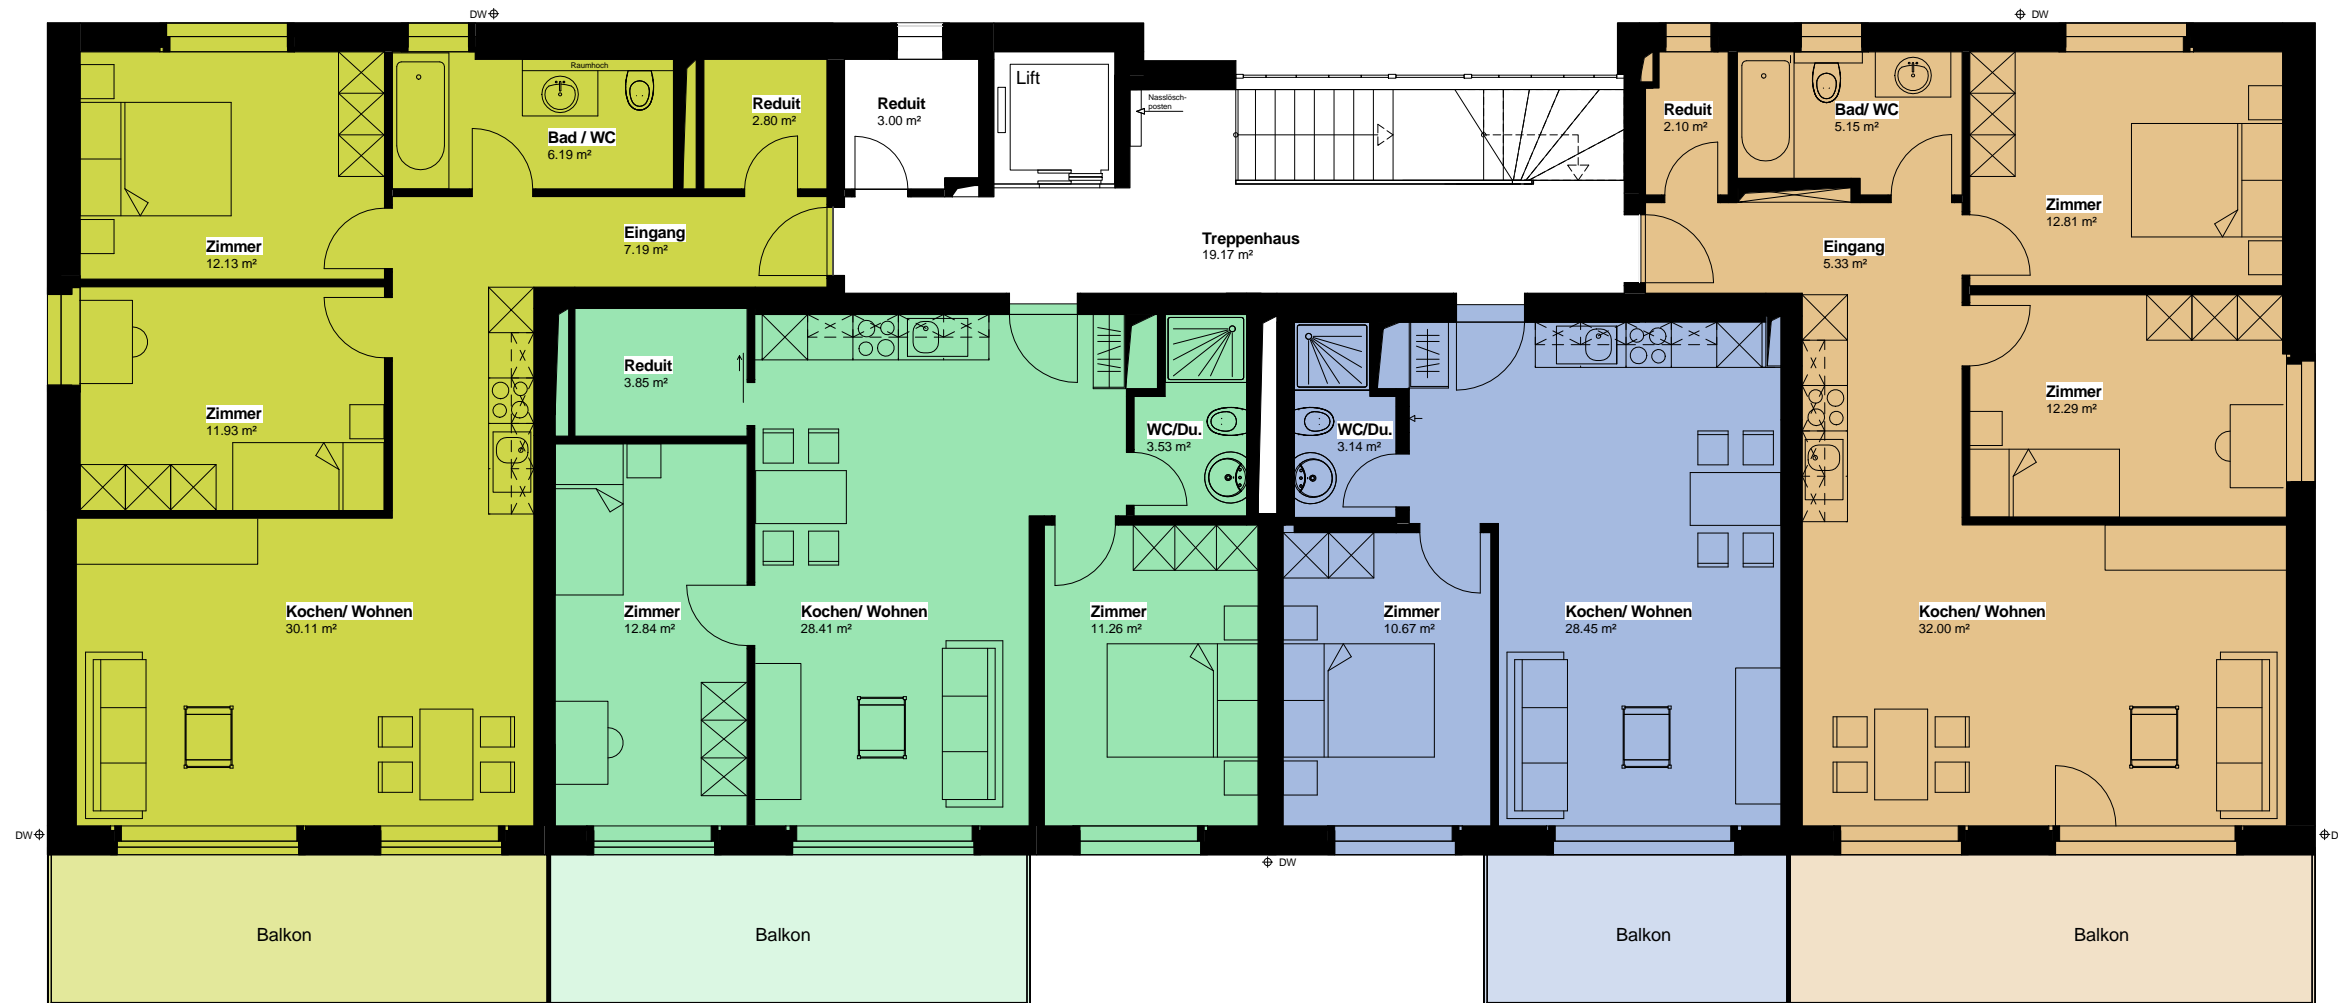 DW
DW
Raumhoch
Lift
Nasslösch-
posten
Reduit
2.80 m²
Reduit
3.00 m²
Reduit
2.10 m²
Bad/ WC
5.15 m²
Bad / WC
6.19 m²
Zimmer
12.81 m²
Eingang
7.19 m²
Treppenhaus
19.17 m²
Zimmer
12.13 m²
Eingang
5.33 m²
Reduit
3.85 m²
Zimmer
12.29 m²
Zimmer
11.93 m²
WC/Du.
3.53 m²
WC/Du.
3.14 m²
Kochen/ Wohnen
30.11 m²
Zimmer
12.84 m²
Kochen/ Wohnen
28.41 m²
Zimmer
11.26 m²
Zimmer
10.67 m²
Kochen/ Wohnen
28.45 m²
Kochen/ Wohnen
32.00 m²
DW
D
DW
Balkon
Balkon
Balkon
Balkon